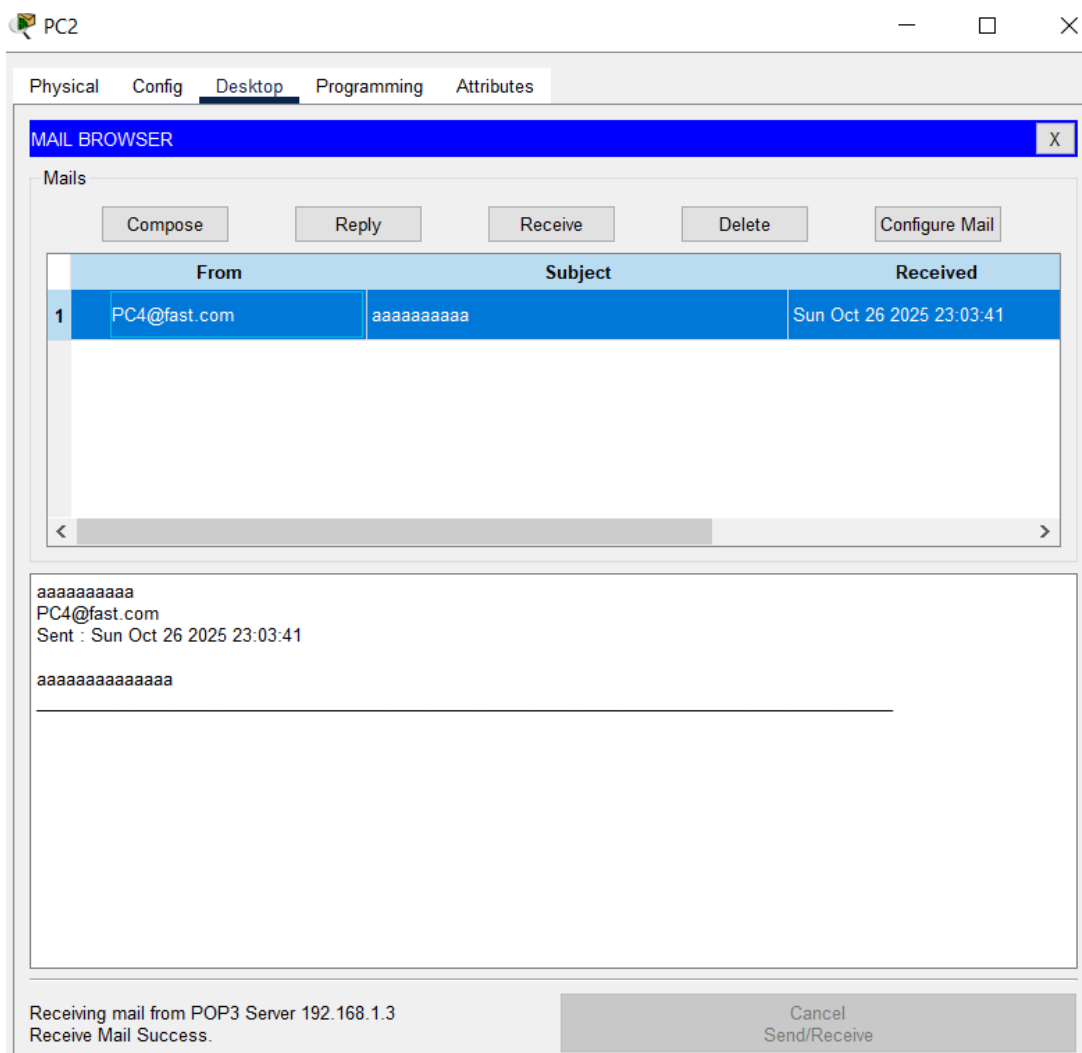 PC2
Physical Config Desktop Programming Attributes
MAIL BROWSER X
Mails
Compose Reply Receive Delete Configure Mail
From Subject Received
1 PC4@fast.com aaaaaaaaaa Sun Oct 26 2025 23:03:41
aaaaaaaaaa
PC4@fast.com
Sent : Sun Oct 26 2025 23:03:41
aaaaaaaaaaaaaa
Receiving mail from POP3 Server 192.168.1.3
Receive Mail Success.
Cancel
Send/Receive